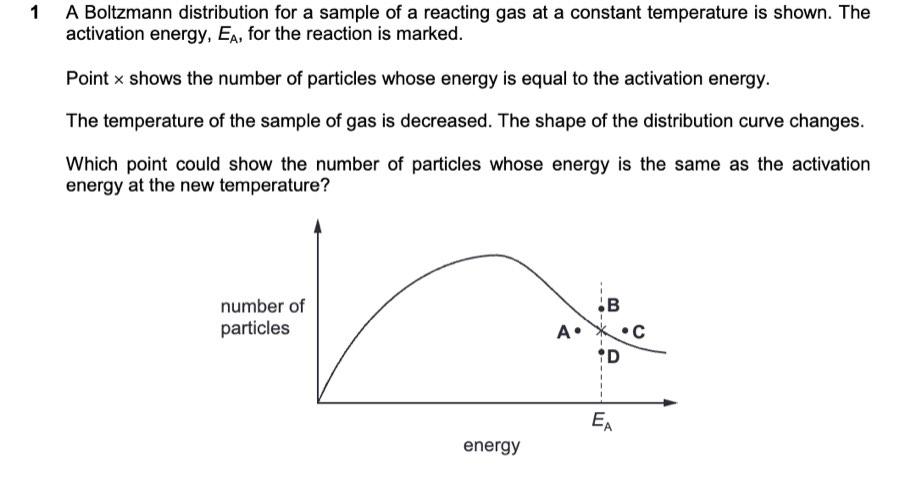 1 A Boltzmann distribution for a sample of a reacting gas at a constant temperature is shown. The
activation energy, EA, for the reaction is marked.
Point × shows the number of particles whose energy is equal to the activation energy.
The temperature of the sample of gas is decreased. The shape of the distribution curve changes.
Which point could show the number of particles whose energy is the same as the activation
energy at the new temperature?
number of
particles
B
A
C
D
EA
energy